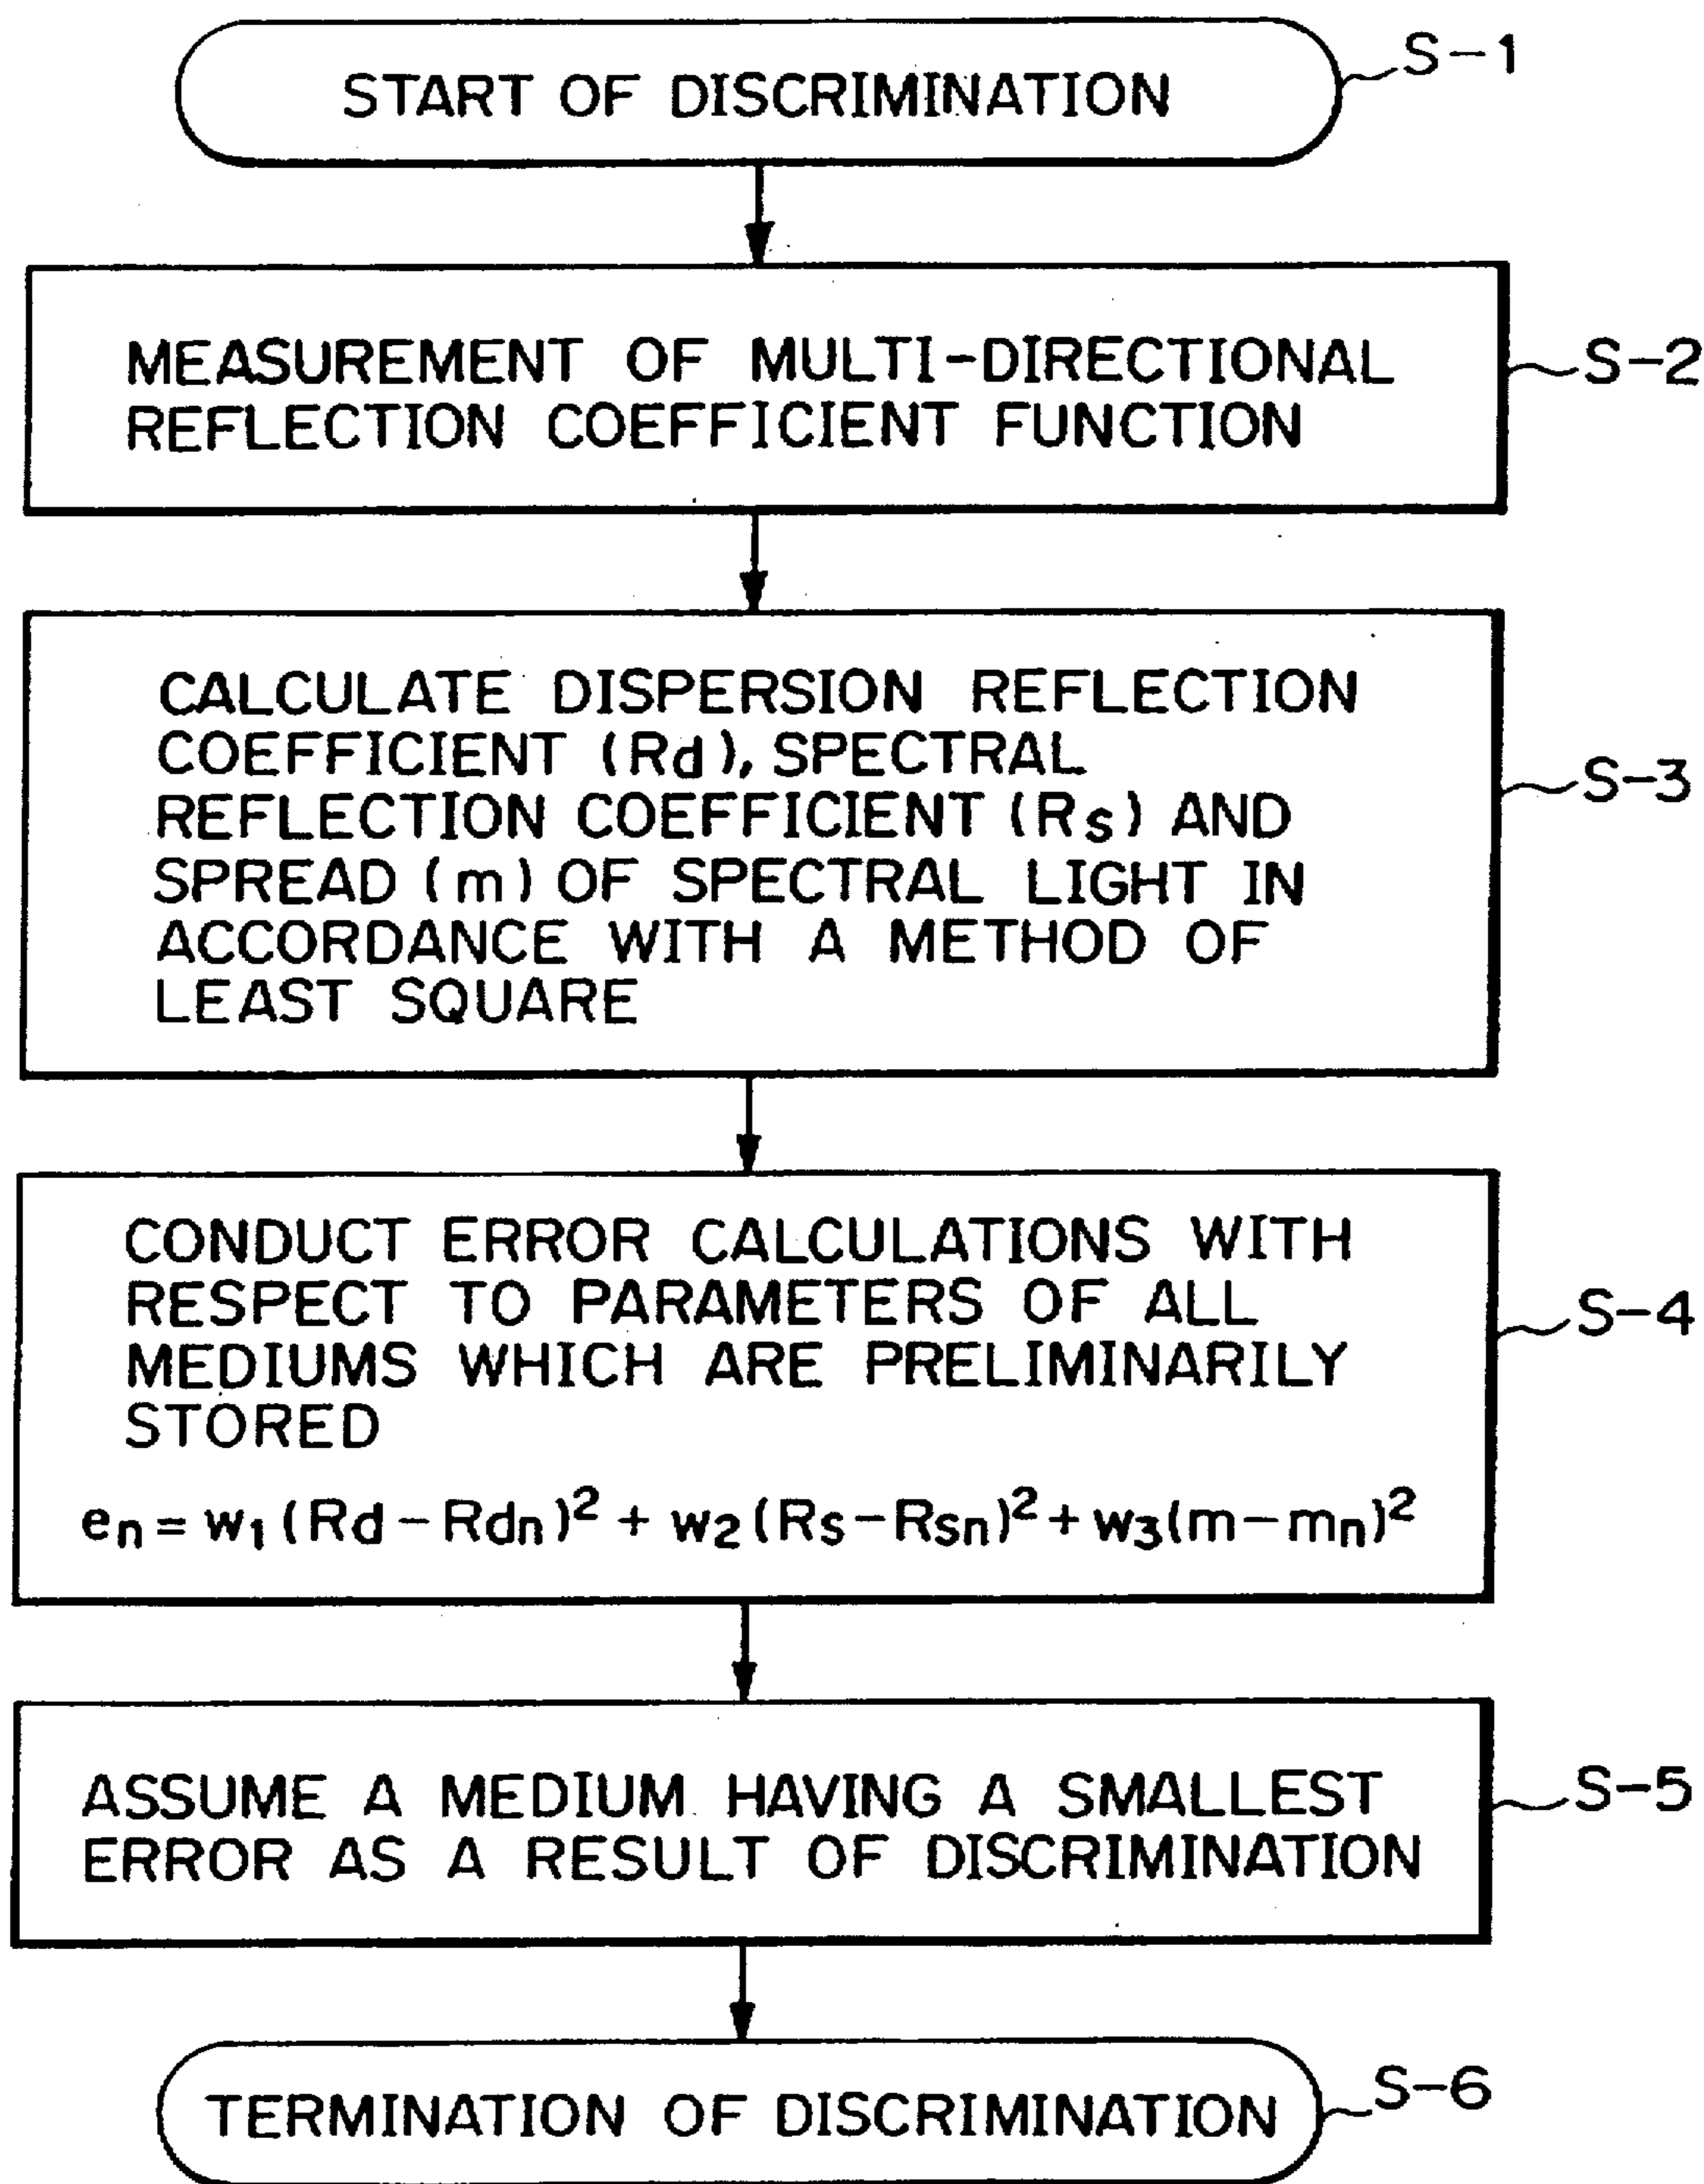 START OF DISCRIMINATION
S-1
MEASUREMENT OF MULTI-DIRECTIONAL
REFLECTION COEFFICIENT FUNCTION
S-2
CALCULATE DISPERSION REFLECTION
COEFFICIENT (Rd), SPECTRAL
REFLECTION COEFFICIENT (Rs) AND
SPREAD (m) OF SPECTRAL LIGHT IN
ACCORDANCE WITH A METHOD OF
LEAST SQUARE
S-3
CONDUCT ERROR CALCULATIONS WITH
RESPECT TO PARAMETERS OF ALL
MEDIUMS WHICH ARE PRELIMINARILY
STORED
eₙ = w₁ (Rd - Rdₙ)² + w₂ (Rs - Rsₙ)² + w₃ (m - mₙ)²
S-4
ASSUME A MEDIUM HAVING A SMALLEST
ERROR AS A RESULT OF DISCRIMINATION
S-5
TERMINATION OF DISCRIMINATION
S-6